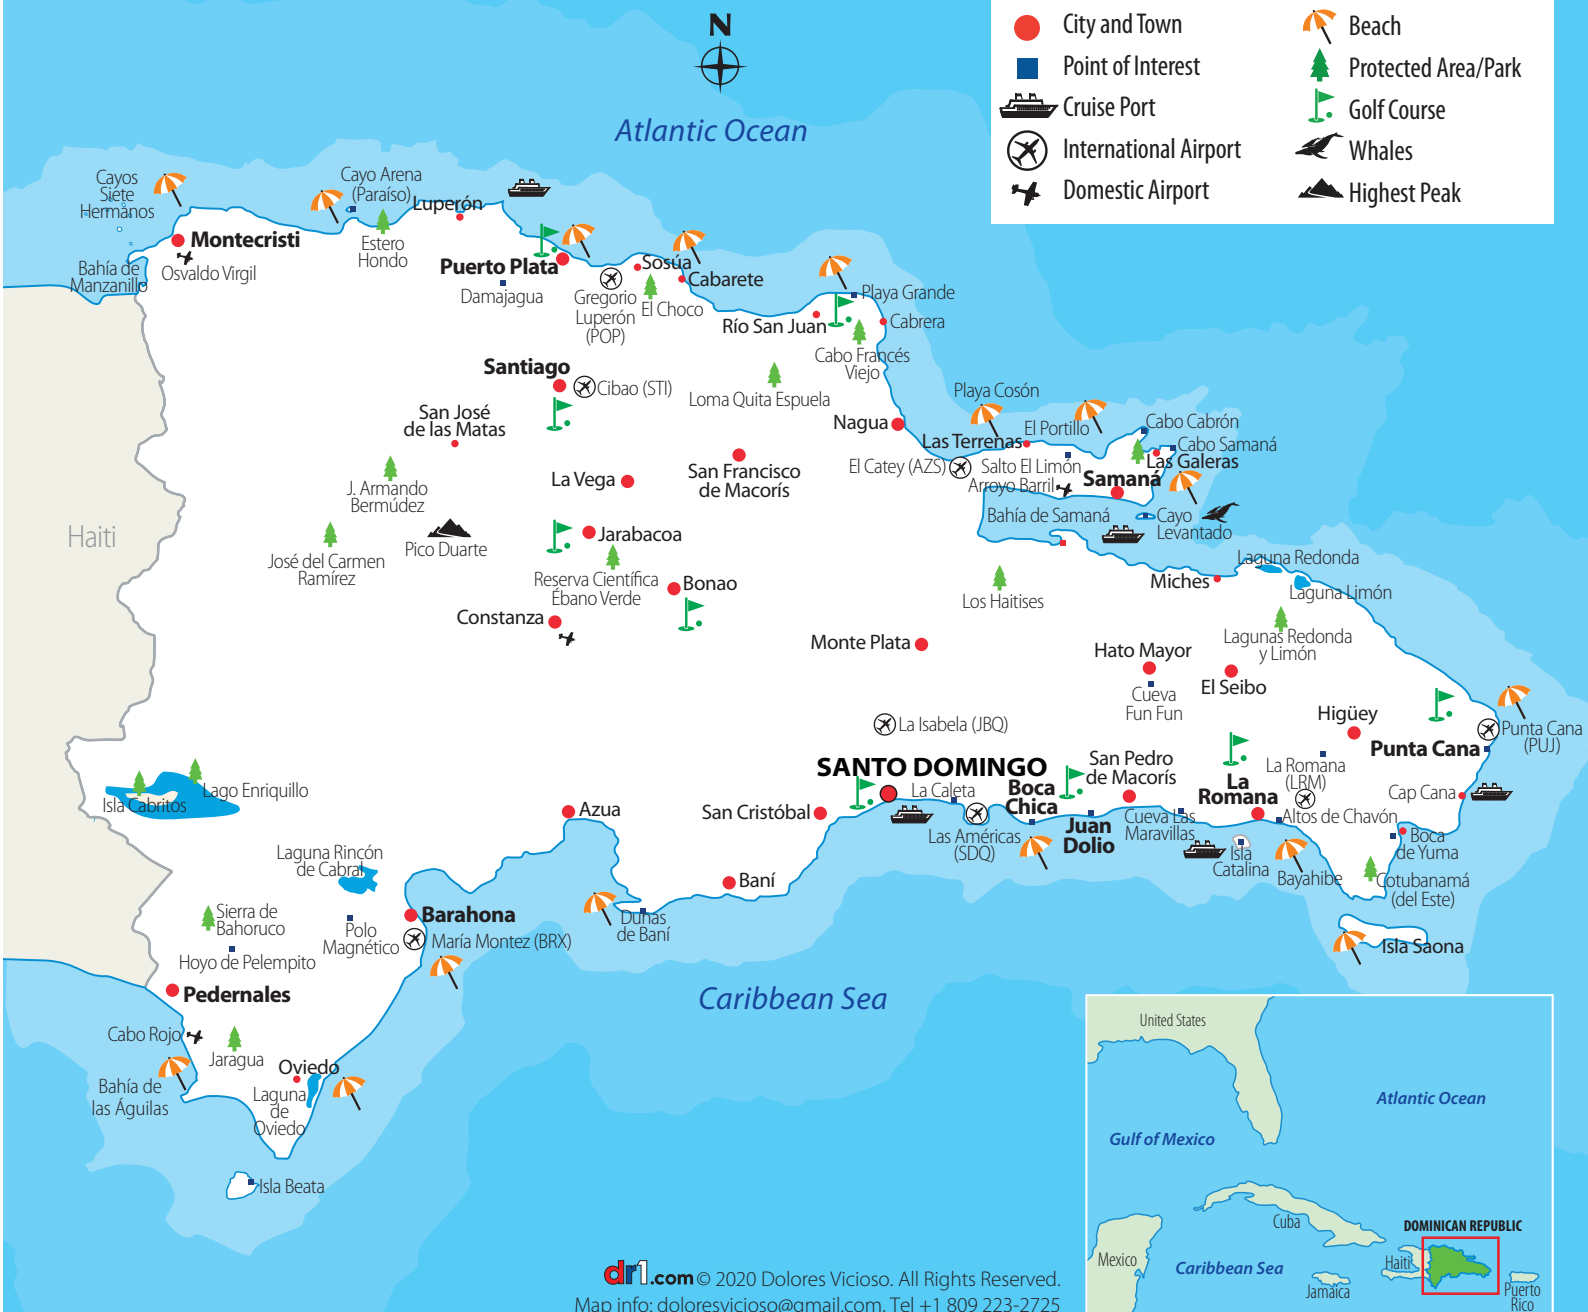 N
Atlantic Ocean
City and Town
Point of Interest
Cruise Port
International Airport
Domestic Airport
Beach
Protected Area/Park
Golf Course
Whales
Highest Peak
Cayos
Siete
Hermanos
Cayo Arena
(Paraíso)
Luperón
Montecristi
Osvaldo Virgil
Bahía de
Manzanillo
Estero
Hondo
Puerto Plata
Damajagua
Sosúa
Cabarete
Gregorio
Luperón
(POP)
El Choco
Playa Grande
Río San Juan
Cabrera
Cabo Francés
Viejo
Santiago
Cibao (STI)
Loma Quita Espuela
San José
de las Matas
Nagua
Playa Cosón
El Portillo
Las Terrenas
Cabo Cabrón
Cabo Samaná
Las Galeras
El Catey (AZS)
Salto El Limón
Arroyo Barril
Samaná
La Vega
San Francisco
de Macorís
J. Armando
Bermúdez
Haiti
Pico Duarte
Jarabacoa
Bahía de Samaná
Cayo
Levantado
José del Carmen
Ramírez
Reserva Científica
Ébano Verde
Bonao
Laguna Redonda
Miches
Laguna Limón
Los Haitises
Constanza
Monte Plata
Lagunas Redonda
y Limón
Hato Mayor
El Seibo
Cueva
Fun Fun
La Isabela (JBQ)
Higüey
Punta Cana
Punta Cana
(PUJ)
SANTO DOMINGO
La Caleta
Boca
Chica
San Pedro
de Macorís
La
Romana
La Romana
(LRM)
Cap Cana
Isla Cabritos
Lago Enriquillo
Azua
San Cristóbal
Las Américas
(SDQ)
Juan
Dolio
Cueva Las
Maravillas
Altos de Chavón
Isla
Catalina
Bayahibe
Boca
de Yuma
Cotubanamá
(del Este)
Laguna Rincón
de Cabral
Baní
Sierra de
Bahoruco
Polo
Magnético
Barahona
María Montez (BRX)
Dunas
de Baní
Isla Saona
Hoyo de Pelempito
Pedernales
Caribbean Sea
Cabo Rojo
Jaragua
Oviedo
Bahía de
las Águilas
Laguna
de
Oviedo
Isla Beata
United States
Atlantic Ocean
Gulf of Mexico
Cuba
DOMINICAN REPUBLIC
Mexico
Caribbean Sea
Haiti
Jamaica
Puerto
Rico
dr1.com © 2020 Dolores Vicioso. All Rights Reserved.
Map info: doloresvicioso@gmail.com. Tel +1 809 223-2725